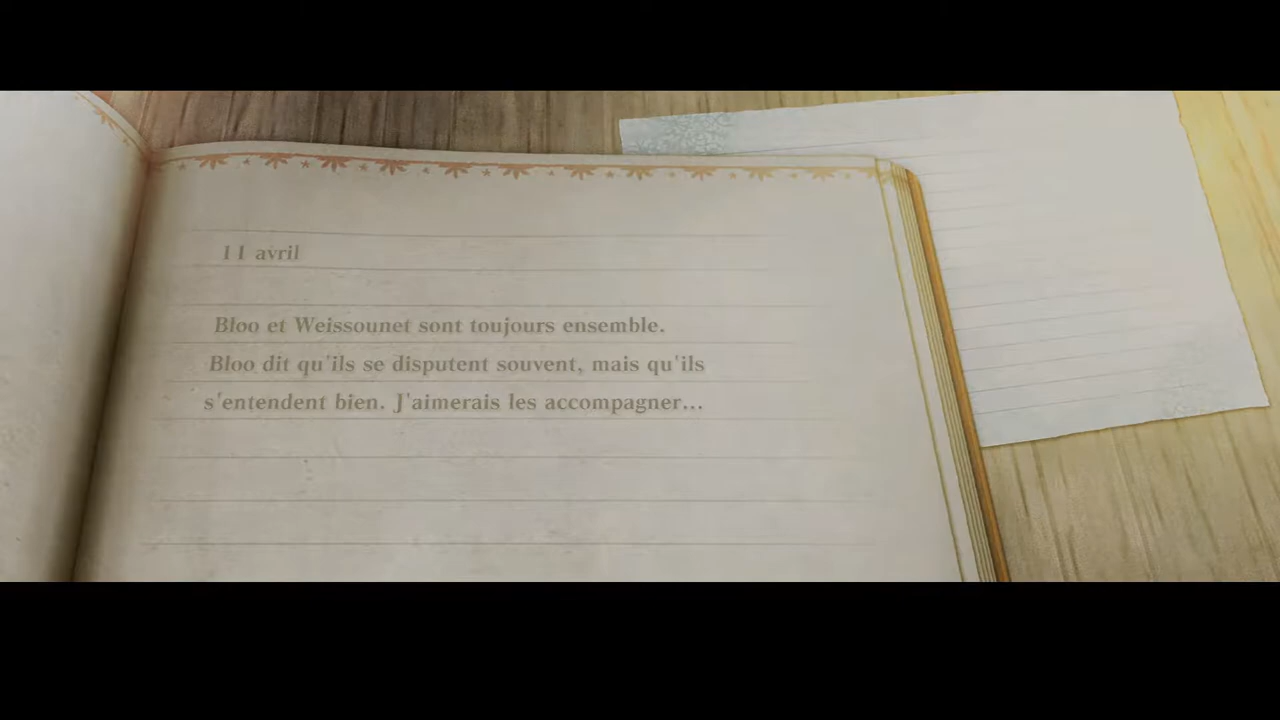 11 avril
Bloo et Weissounet sont toujours ensemble.
Bloo dit qu'ils se disputent souvent, mais qu'ils
s'entendent bien. J'aimerais les accompagner...